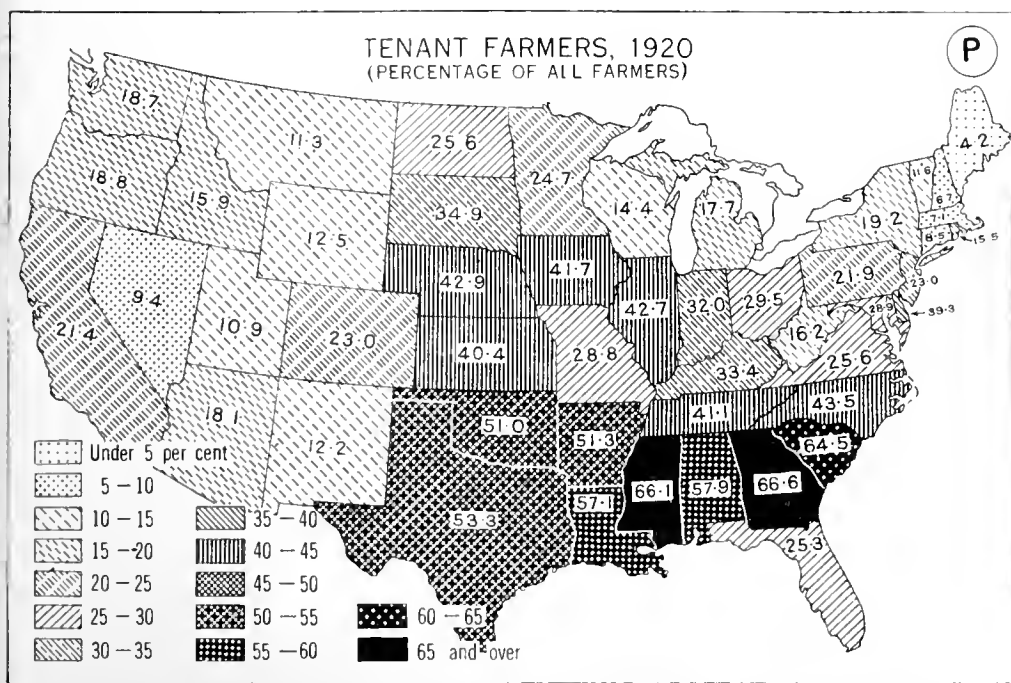 TENANT FARMERS, 1920
(PERCENTAGE OF ALL FARMERS)
P
18·7
11·3
25·6
24·7
4·2
18·8
15·9
12·5
34·9
14·4
17·7
19·2
11·6
6·7
7·1
8·5
15·5
9·4
42·9
41·7
21·9
23·0
21·4
10·9
23·0
40·4
28·8
42·7
32·0
29·5
16·2
28·9
39·3
33·4
25·6
18·1
12·2
51·0
51·3
41·1
43·5
64·5
53·3
57·1
66·1
57·9
66·6
25·3
Under 5 per cent
5 – 10
10 – 15
15 – 20
20 – 25
25 – 30
30 – 35
35 – 40
40 – 45
45 – 50
50 – 55
55 – 60
60 – 65
65 and over